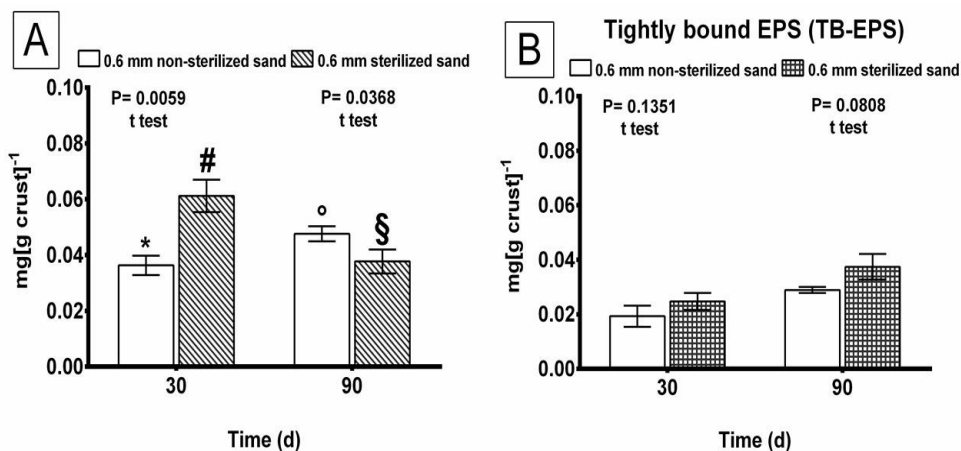 A
0.6 mm non-sterilized sand 0.6 mm sterilized sand
P= 0.0059
t test
P= 0.0368
t test
mg[g crust]-1
0.10
0.08
0.06
0.04
0.02
0.00
*
#
°
§
30
90
Time (d)
B
Tightly bound EPS (TB-EPS)
0.6 mm non-sterilized sand 0.6 mm sterilized sand
P= 0.1351
t test
P= 0.0808
t test
mg[g crust]-1
0.10
0.08
0.06
0.04
0.02
0.00
30
90
Time (d)